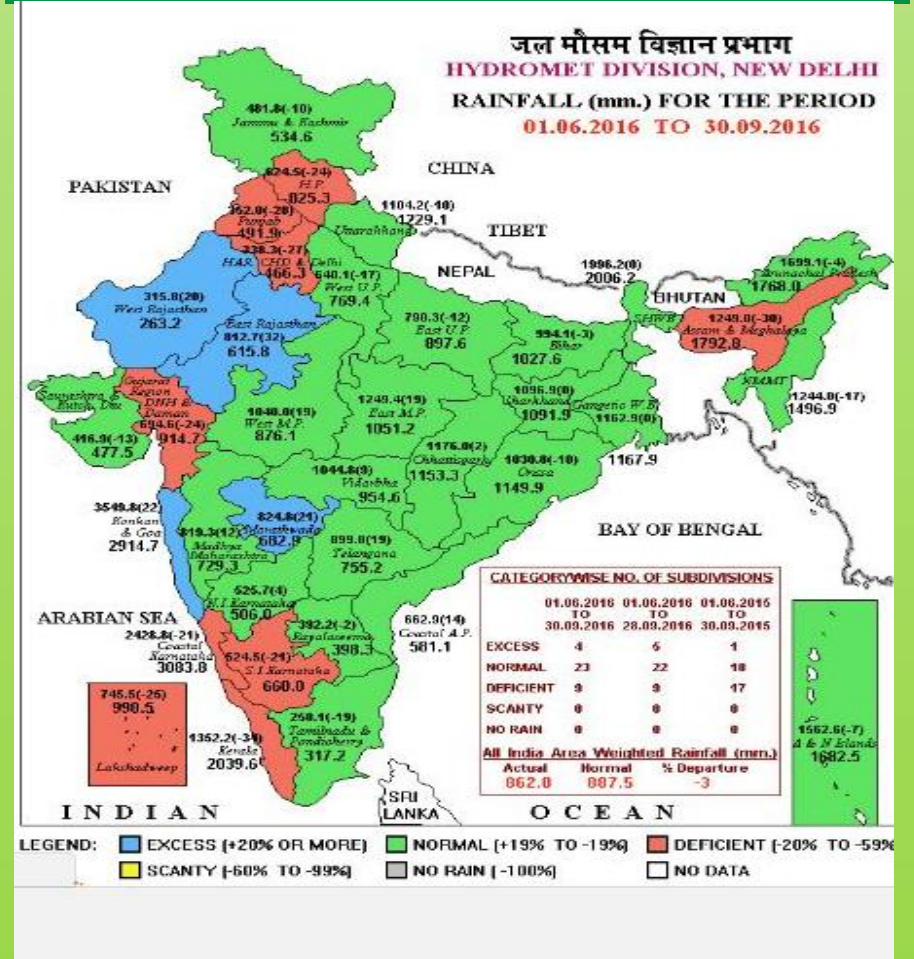 जल मौसम विज्ञान प्रभाग
HYDROMET DIVISION, NEW DELHI
RAINFALL (mm.) FOR THE PERIOD
01.06.2016 TO 30.09.2016
481.8(-10)
Jammu & Kashmir
534.6
CHINA
PAKISTAN
624.5(-24)
H.P.
825.3
Punjab
491.9
1104.2(-10)
1229.1
Uttarakhand
TIBET
HAR. CHD & Delhi
466.3
NEPAL
640.1(-17)
West U.P.
769.4
1996.2(0)
2006.2
BHUTAN
1699.1(-4)
Arunachal Pradesh
1768.0
315.8(20)
West Rajasthan
263.2
East Rajasthan
812.7(32)
615.8
790.3(-12)
East U.P.
897.6
994.1(-3)
Bihar
1027.6
SHWB
1249.0(-30)
Assam & Meghalaya
1792.8
NMMT
1244.0(-17)
1496.9
Saurashtra &
Kutch, Diu
416.9(-13)
477.5
Gujarat
Region
DNH &
Daman
694.6(-24)
914.7
1040.0(19)
West M.P.
876.1
1249.4(19)
East M.P.
1051.2
1096.9(0)
Jharkhand
1091.9
Gangetic W.B.
1162.9(0)
1167.9
1176.0(2)
Chhattisgarh
1153.3
1030.8(-10)
Orissa
1149.9
1044.8(9)
Vidarbha
954.6
3549.8(22)
Konkan
& Goa
2914.7
819.3(12)
Madhya
Maharashtra
729.3
824.8(21)
Marathwada
682.9
899.8(19)
Telangana
755.2
BAY OF BENGAL
ARABIAN SEA
525.7(4)
N.I.Karnataka
506.0
392.2(-2)
Rayalaseema
398.3
662.9(14)
Coastal A.P.
581.1
2428.8(-21)
Coastal
Karnataka
3083.8
524.5(-21)
S.I.Karnataka
660.0
745.5(-25)
990.5
Lakshadweep
1352.2(-34)
Kerala
2039.6
Tamilnadu &
Pondicherry
317.2
CATEGORYWISE NO. OF SUBDIVISIONS
01.06.2016 01.06.2016 01.06.2015
TO TO TO
30.09.2016 28.09.2016 30.09.2015
EXCESS 4 5 1
NORMAL 23 22 18
DEFICIENT 9 9 17
SCANTY 0 0 0
NO RAIN 0 0 0
All India Area Weighted Rainfall (mm.)
Actual Normal % Departure
862.0 887.5 -3
1562.6(-7)
A & N Islands
1682.5
SRI
LANKA
INDIAN OCEAN
LEGEND: EXCESS (+20% OR MORE) NORMAL (+19% TO -19%) DEFICIENT (-20% TO -59%
SCANTY (-60% TO -99%) NO RAIN (-100%) NO DATA